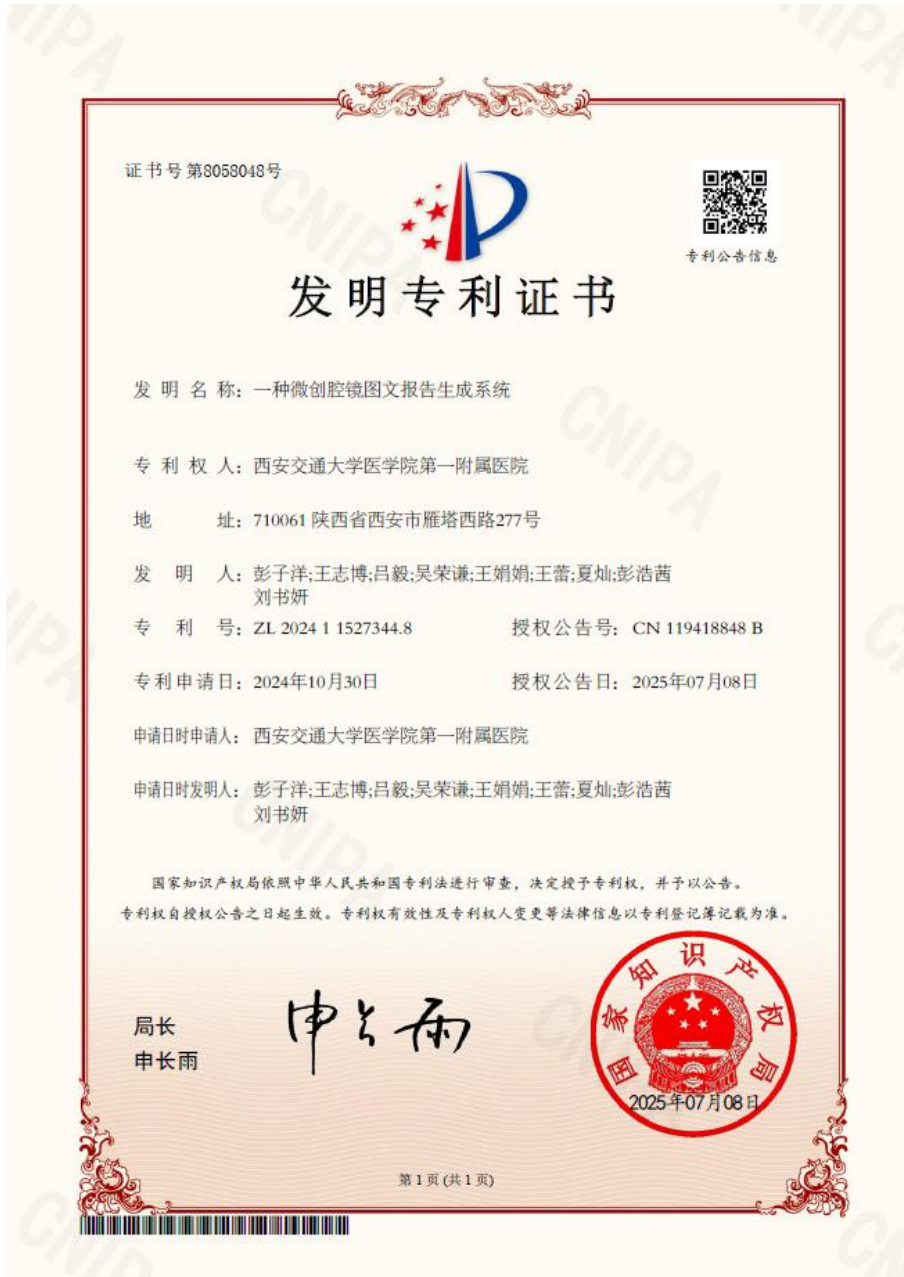 证书号第8058048号
专利公告信息
发明专利证书
发明名称：一种微创腔镜图文报告生成系统
专利权人：西安交通大学医学院第一附属医院
地址：710061 陕西省西安市雁塔西路277号
发明人：彭子洋;王志博;吕毅;吴荣谦;王娟娟;王蕾;夏灿;彭浩茜
刘书妍
专利号：ZL 2024 1 1527344.8 授权公告号：CN 119418848 B
专利申请日：2024年10月30日 授权公告日：2025年07月08日
申请日时申请人：西安交通大学医学院第一附属医院
申请日时发明人：彭子洋;王志博;吕毅;吴荣谦;王娟娟;王蕾;夏灿;彭浩茜
刘书妍
国家知识产权局依照中华人民共和国专利法进行审查，决定授予专利权，并予以公告。
专利权自授权公告之日起生效。专利权有效性及专利权人变更等法律信息以专利登记簿记载为准。
局长
申长雨
申长雨
国家知识产权局
2025年07月08日
第1页(共1页)
CNIPA
CNIPA
CNIPA
CNIPA
CNIPA
CNIPA
CNIPA
CNIPA
CNIPA
CNIPA